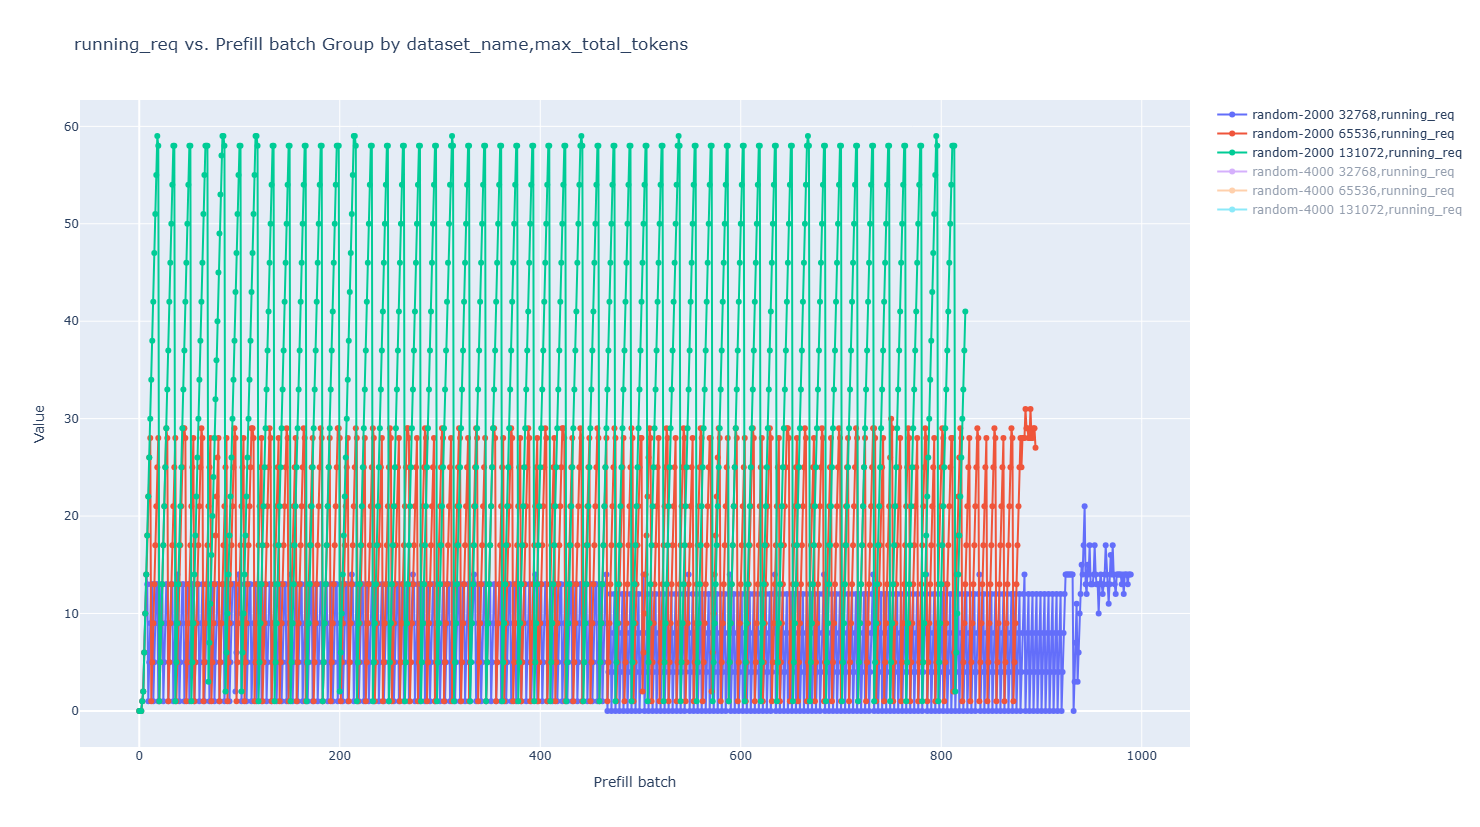 running_req vs. Prefill batch Group by dataset_name,max_total_tokens
random-2000 32768,running_req
random-2000 65536,running_req
random-2000 131072,running_req
random-4000 32768,running_req
random-4000 65536,running_req
random-4000 131072,running_req
Value
60
50
40
30
20
10
0
0 200 400 600 800 1000
Prefill batch